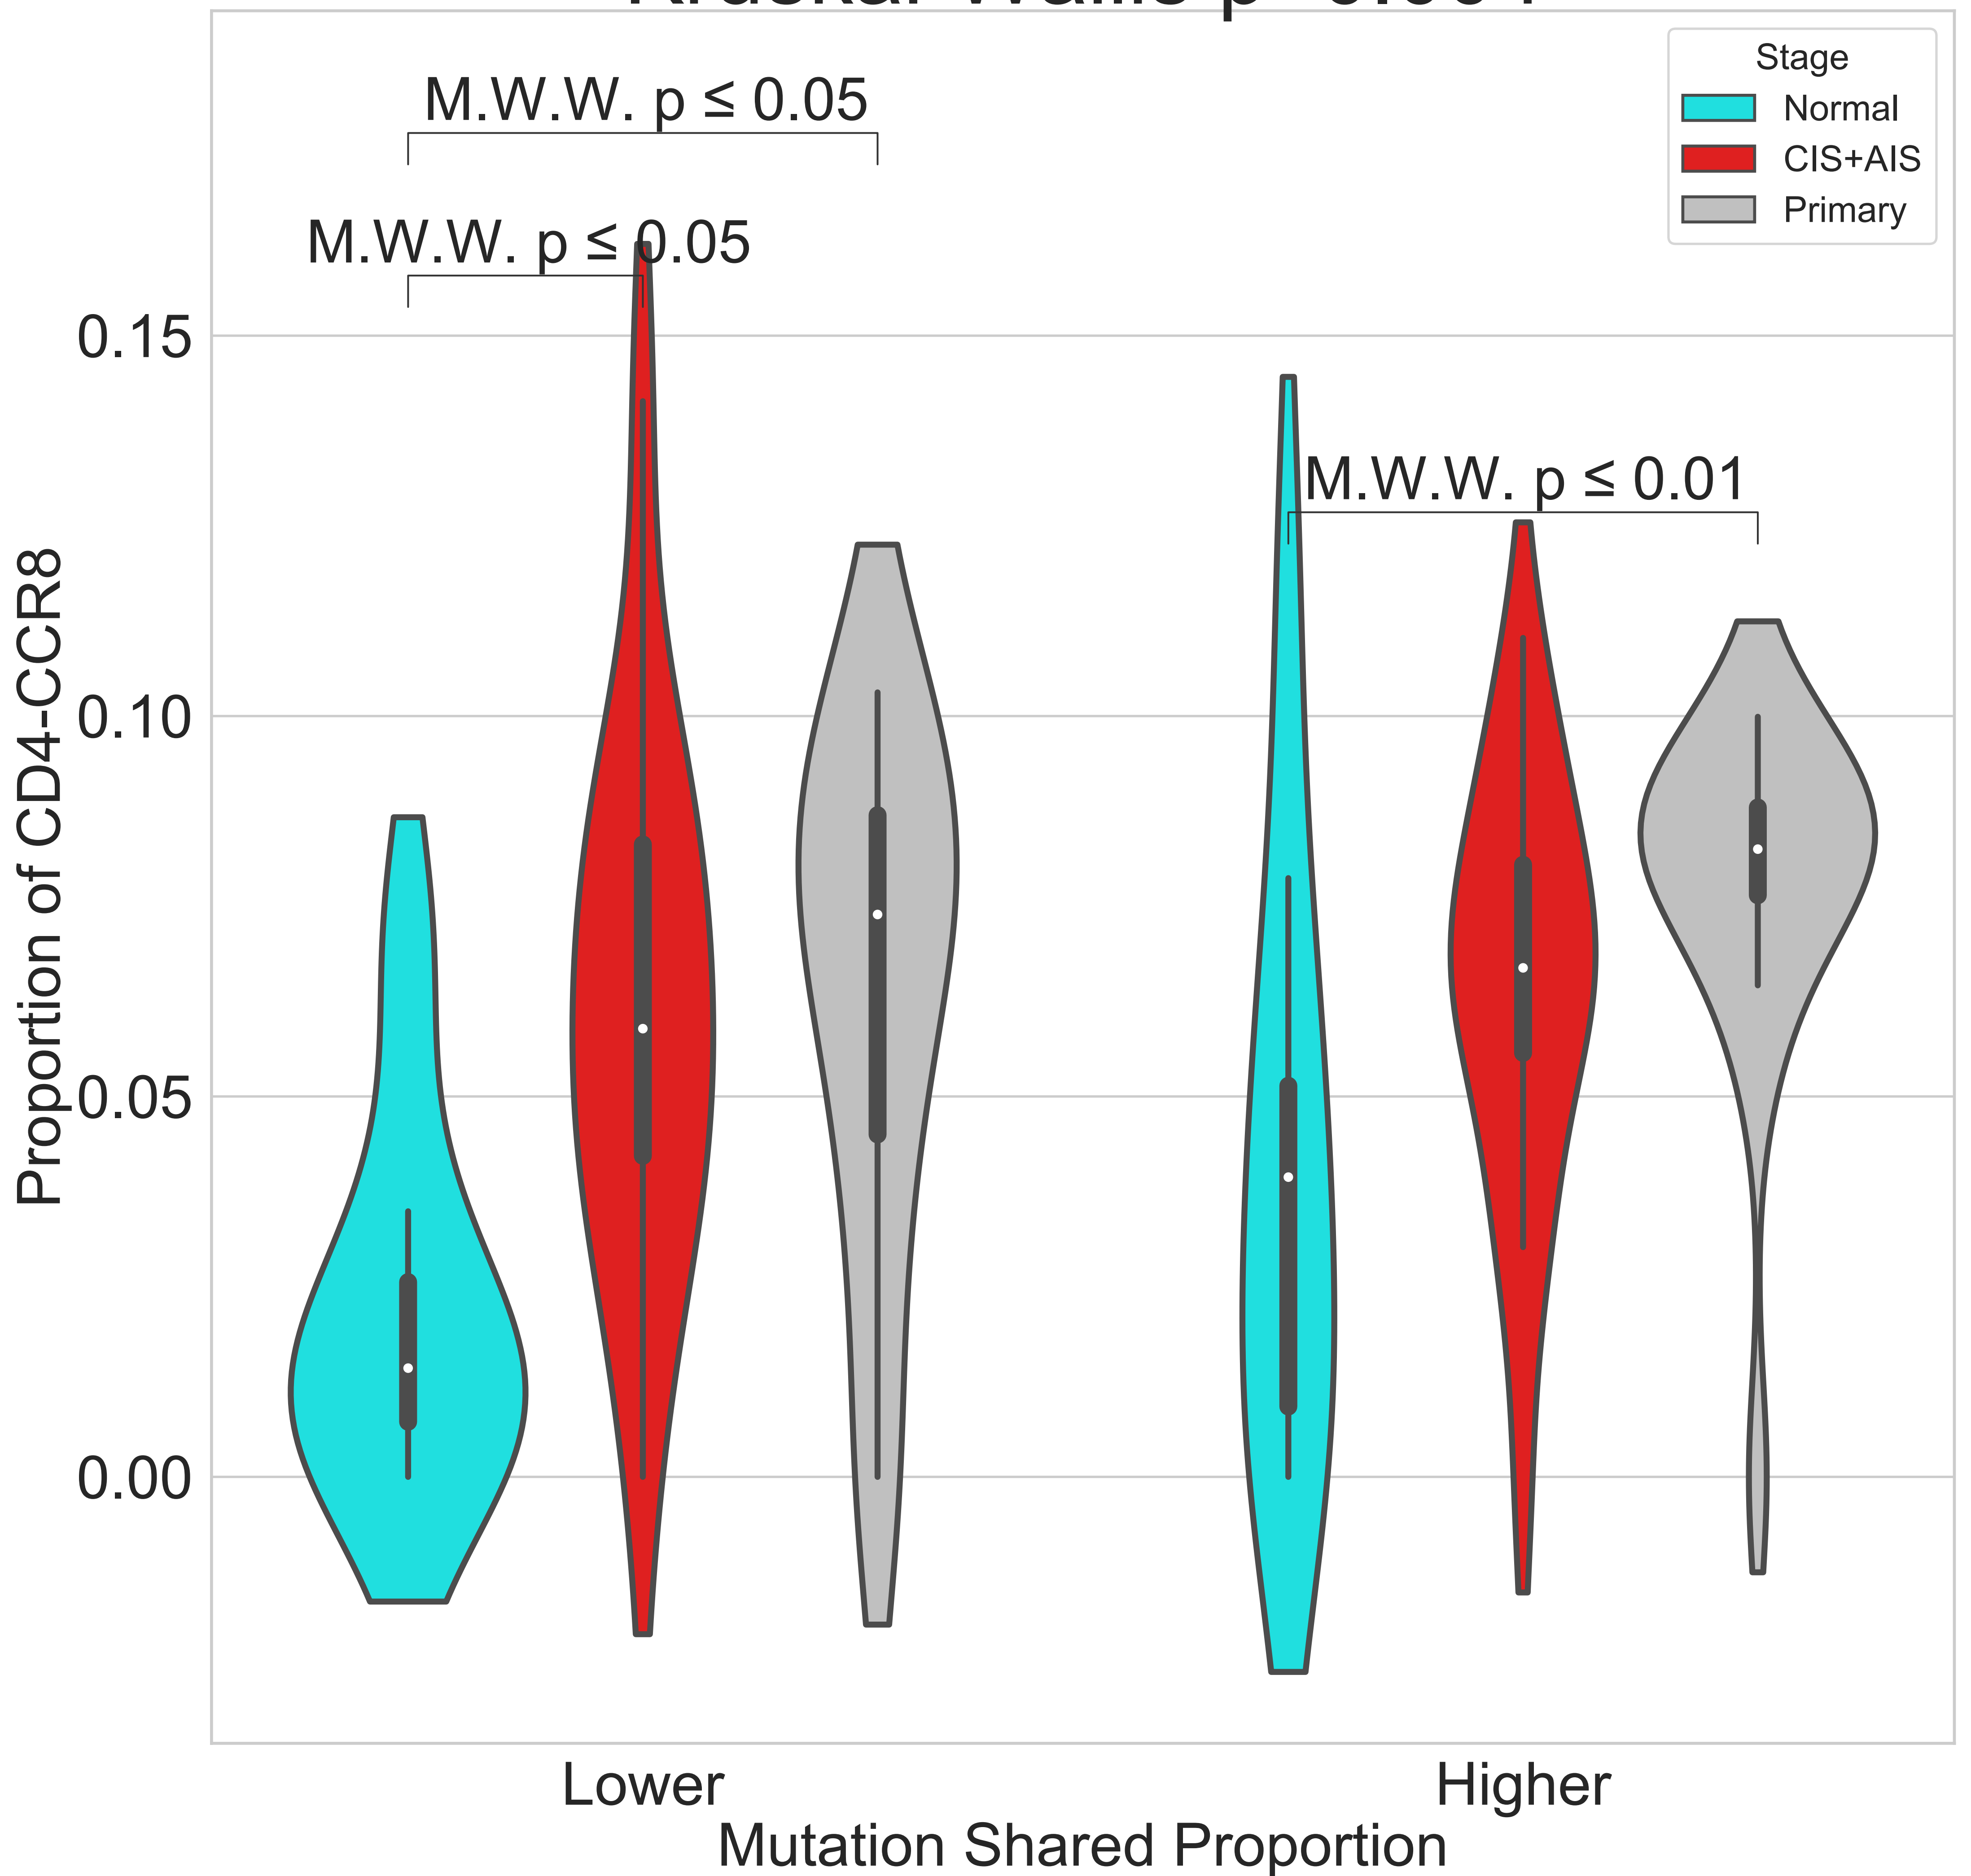 Stage
Normal
CIS+AIS
Primary
M.W.W. p ≤ 0.05
M.W.W. p ≤ 0.05
M.W.W. p ≤ 0.01
Proportion of CD4-CCR8
0.15
0.10
0.05
0.00
Lower
Higher
Mutation Shared Proportion